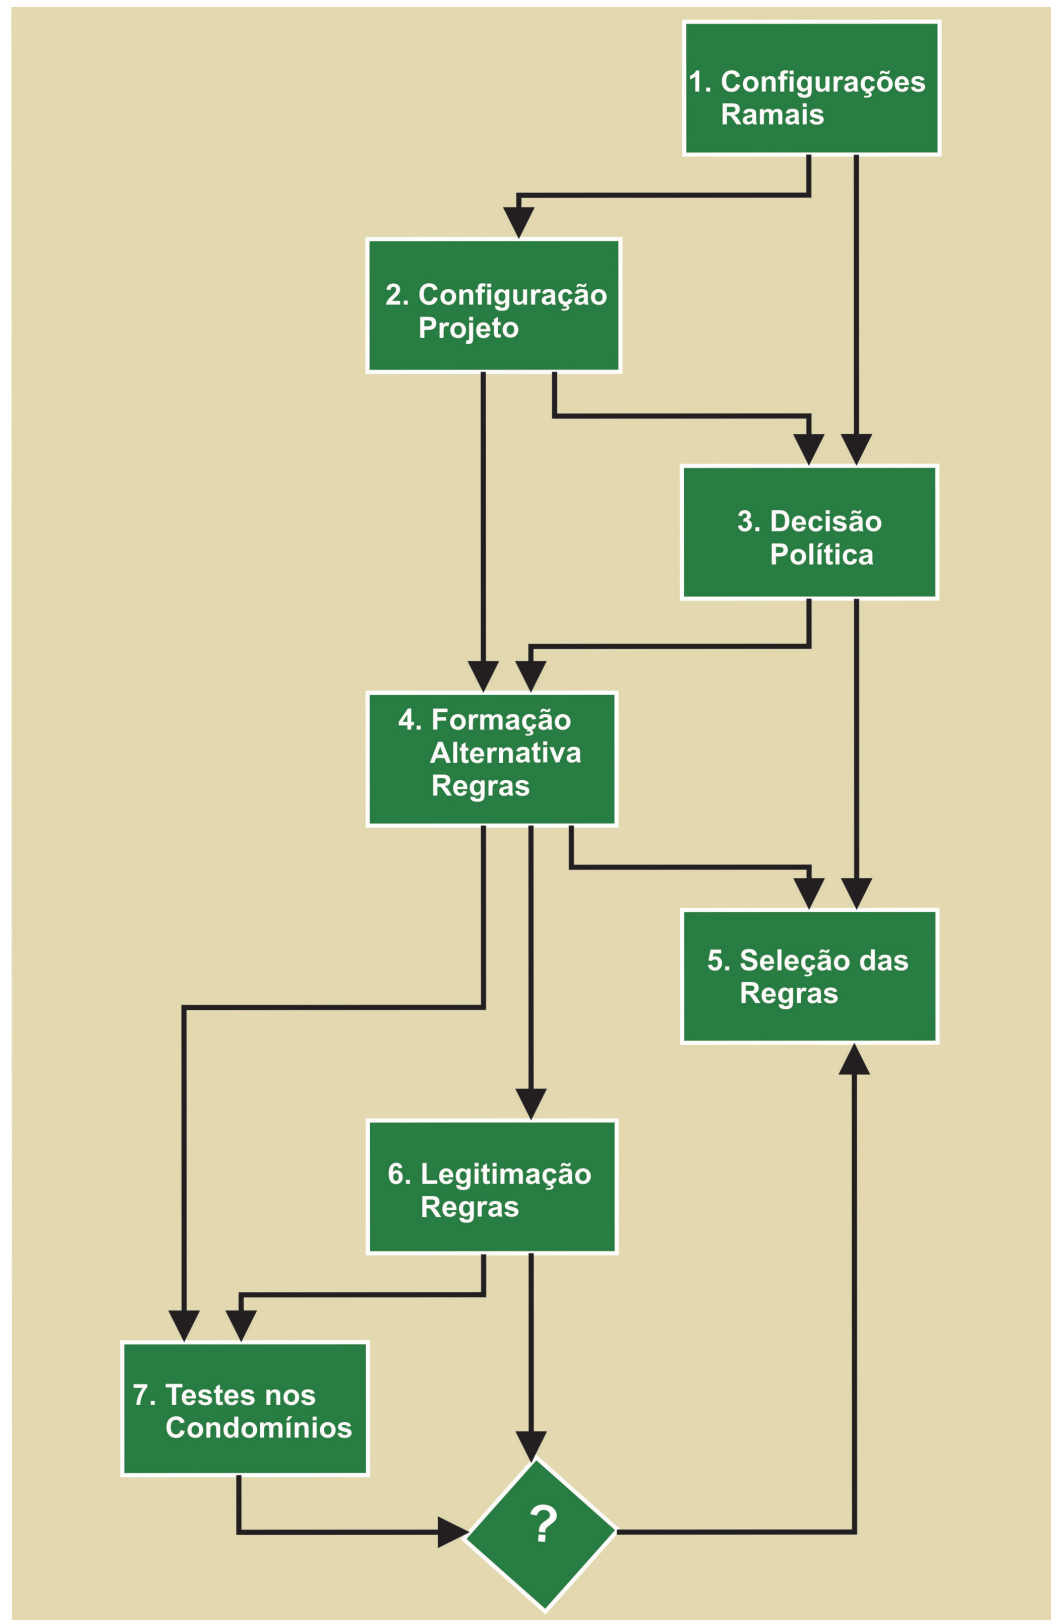 1. Configurações
Ramais
2. Configuração
Projeto
3. Decisão
Política
4. Formação
Alternativa
Regras
5. Seleção das
Regras
6. Legitimação
Regras
7. Testes nos
Condomínios
?